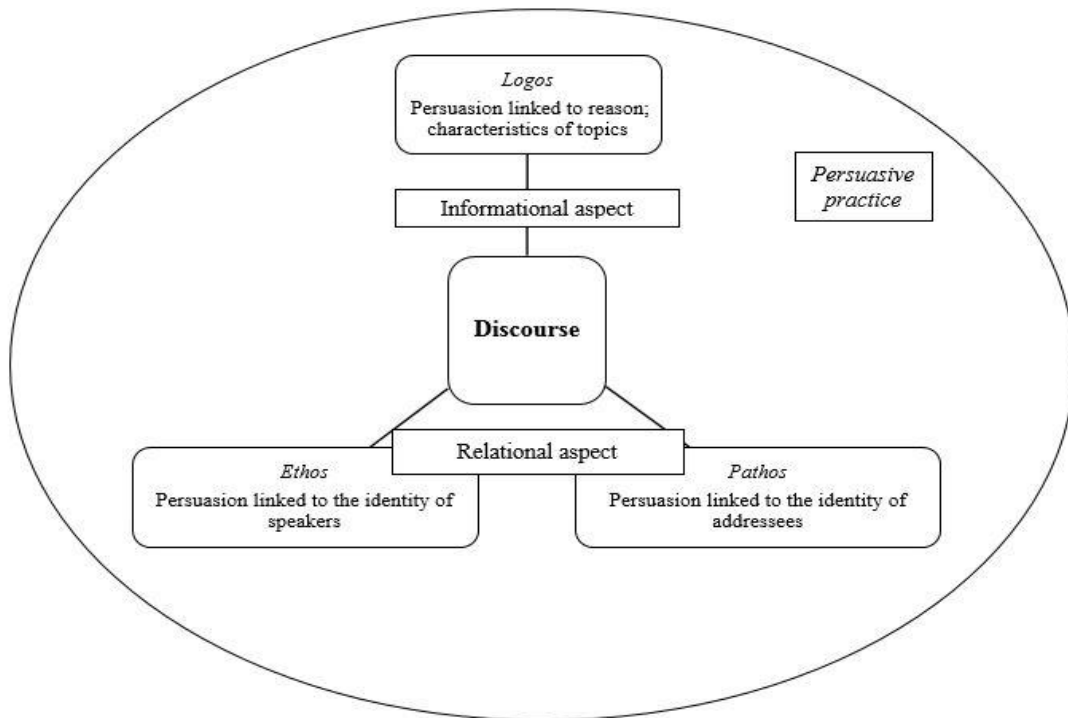 Logos
Persuasion linked to reason;
characteristics of topics
Persuasive
practice
Informational aspect
Discourse
Relational aspect
Ethos
Persuasion linked to the identity of
speakers
Pathos
Persuasion linked to the identity of
addressees